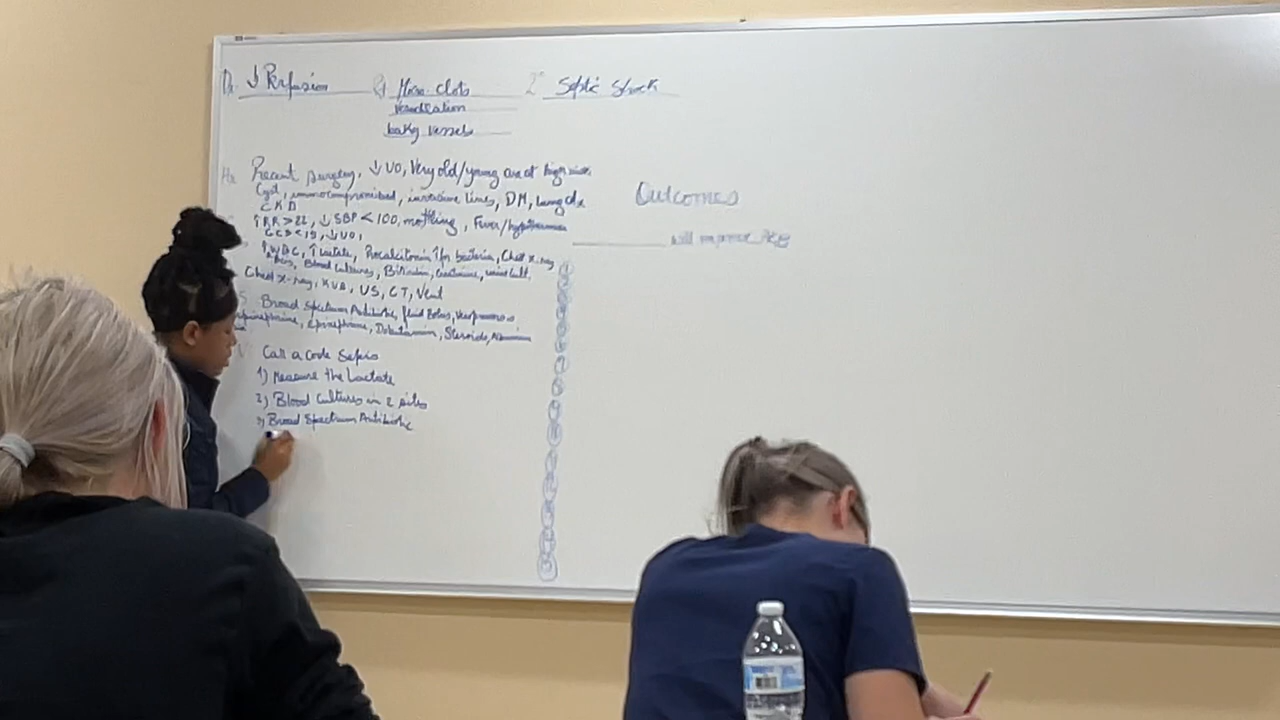 Dx ↓ Perfusion R/t Micro clots 2° Septic Shock
Vasodilation
leaky vessels
Hx Recent surgery, ↓ UO, Very old/young are at high risk
immunocompromised, invasive lines, DM, lung dx
CKD
↑RR>22, ↓SBP<100, mottling, Fever/hypothermia
GCS<15, ↓UO,
↑WBC, ↑Lactate, Procalcitonin ↑for bacteria, Chest x-ray
Blood cultures, Bilirubin, Creatinine,
Chest x-ray, KUB, US, CT, Vent
Broad Spectrum Antibiotic, fluid Bolus, Vasopressors
Epinephrine, Dobutamin, Steroids,
Call a Code Sepsis
1) Measure the Lactate
2) Blood Cultures in 2 sites
3) Broad Spectrum Antibiotic
Outcomes
will improve